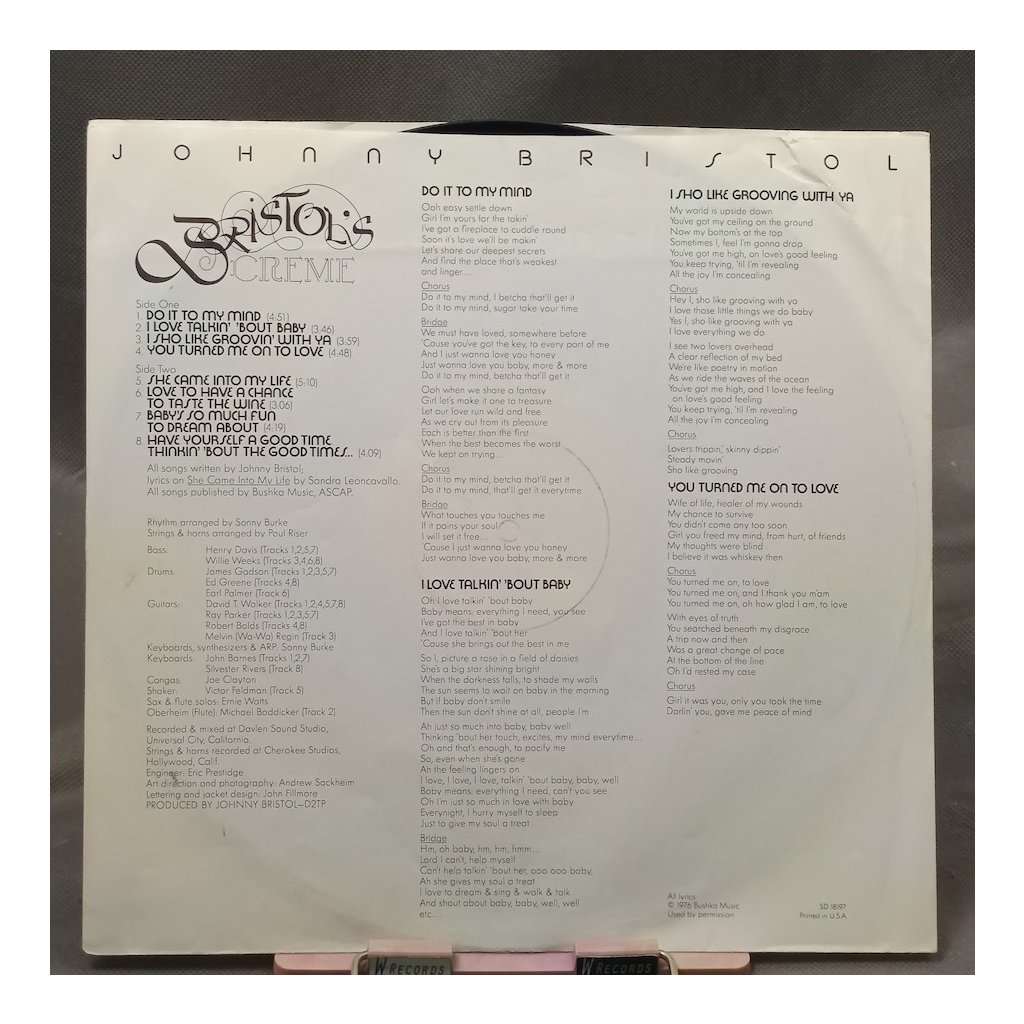 JOHNNY BRISTOL
BRISTOL'S
CREME
Side One
1. DO IT TO MY MIND (4:51)
2. I LOVE TALKIN' 'BOUT BABY (3:46)
3. I SHO LIKE GROOVIN' WITH YA (3:59)
4. YOU TURNED ME ON TO LOVE (4:48)
Side Two
5. SHE CAME INTO MY LIFE (5:10)
6. LOVE TO HAVE A CHANCE
TO TASTE THE WINE (3:06)
7. BABY'S SO MUCH FUN
TO DREAM ABOUT (4:19)
8. HAVE YOURSELF A GOOD TIME
THINKIN' 'BOUT THE GOOD TIMES... (4:09)
All songs written by Johnny Bristol;
lyrics on She Came Into My Life by Sandra Leoncavollo.
All songs published by Bushka Music, ASCAP.
Rhythm arranged by Sonny Burke
Strings & horns arranged by Paul Riser
Bass: Henry Davis (Tracks 1,2,5,7)
Willie Weeks (Tracks 3,4,6,8)
Drums: James Gadson (Tracks 1,2,3,5,7)
Ed Greene (Tracks 4,8)
Earl Palmer (Track 6)
Guitars: David T. Walker (Tracks 1,2,4,5,7,8)
Ray Parker (Tracks 1,2,3,5,7)
Robert Bolds (Tracks 4,8)
Melvin (Wa-Wa) Regin (Track 3)
Keyboards, synthesizers & ARP: Sonny Burke
Keyboards: John Barnes (Tracks 1,2,7)
Silvester Rivers (Track 8)
Congas: Joe Clayton
Shaker: Victor Feldman (Track 5)
Sax & flute solos: Ernie Watts
Oberheim (Flute): Michael Boddicker (Track 2)
Recorded & mixed at Davlen Sound Studio,
Universal City, California.
Strings & horns recorded at Cherokee Studios,
Hollywood, Calif.
Engineer: Eric Prestidge
Art direction and photography: Andrew Sackheim
Lettering and jacket design: John Fillmore
PRODUCED BY JOHNNY BRISTOL—D2TP
DO IT TO MY MIND
Ooh easy settle down
Girl I'm yours for the takin'
I've got a fireplace to cuddle round
Soon it's love we'll be makin'
Let's share our deepest secrets
And find the place that's weakest
and linger....
Chorus
Do it to my mind, I betcha that'll get it
Do it to my mind, sugar take your time
Bridge
We must have loved, somewhere before
'Cause you've got the key, to every part of me
And I just wanna love you honey
Just wanna love you baby, more & more
Do it to my mind, betcha that'll get it
Ooh when we share a fantasy
Girl let's make it one to treasure
Let our love run wild and free
As we cry out from its pleasure
Each is better than the first
When the best becomes the worst
We kept on trying...
Chorus
Do it to my mind, betcha that'll get it
Do it to my mind, that'll get it everytime
Bridge
What touches you touches me
If it pains your soul
I will set it free...
'Cause I just wanna love you honey
Just wanna love you baby, more & more
I LOVE TALKIN' 'BOUT BABY
Oh I love talkin' 'bout baby
Baby means: everything I need, you see
I've got the best in baby
And I love talkin' 'bout her
'Cause she brings out the best in me
So I, picture a rose in a field of daisies
She's a big star shining bright
When the darkness falls, to shade my walls
The sun seems to wait on baby in the morning
But if baby don't smile
Then the sun don't shine at all, people I'm
Ah just so much into baby, baby well
Thinking 'bout her touch, excites, my mind everytime...
Oh and that's enough, to pacify me
So, even when she's gone
Ah the feeling lingers on
I love, I love, I love, talkin' 'bout baby, baby, well
Baby means: everything I need, can't you see
Oh I'm just so much in love with baby
Everynight, I hurry myself to sleep
Just to give my soul a treat
Bridge
Hm, oh baby, hm, hm, hmm....
Lord I can't, help myself
Can't help talkin' 'bout her, ooo ooo baby,
Ah she gives my soul a treat
I love to dream & sing & walk & talk
And shout about baby, baby, well, well
etc....
I SHO LIKE GROOVING WITH YA
My world is upside down
You've got my ceiling on the ground
Now my bottom's at the top
Sometimes I, feel I'm gonna drop
You've got me high, on love's good feeling
You keep trying, 'til I'm revealing
All the joy I'm concealing
Chorus
Hey I, sho like grooving with ya
I love those little things we do baby
Yes I, sho like grooving with ya
I love everything we do
I see two lovers overhead
A clear reflection of my bed
We're like poetry in motion
As we ride the waves of the ocean
You've got me high, and I love the feeling
on love's good feeling
You keep trying, 'til I'm revealing
All the joy I'm concealing
Chorus
Lovers trippin', skinny dippin'
Steady movin'
Sho like grooving
YOU TURNED ME ON TO LOVE
Wife of life, healer of my wounds
My chance to survive
You didn't come any too soon
Girl you freed my mind, from hurt, of friends
My thoughts were blind
I believe it was whiskey then
Chorus
You turned me on, to love
You turned me on, and I thank you m'am
You turned me on, oh how glad I am, to love
With eyes of truth
You searched beneath my disgrace
A trip now and then
Was a great change of pace
At the bottom of the line
Oh I'd rested my case
Chorus
Girl it was you, only you took the time
Darlin' you, gave me peace of mind
All lyrics:
© 1976 Bushka Music
Used by permission
SD 18197
Printed in U.S.A.
W RECORDS
W RECORDS